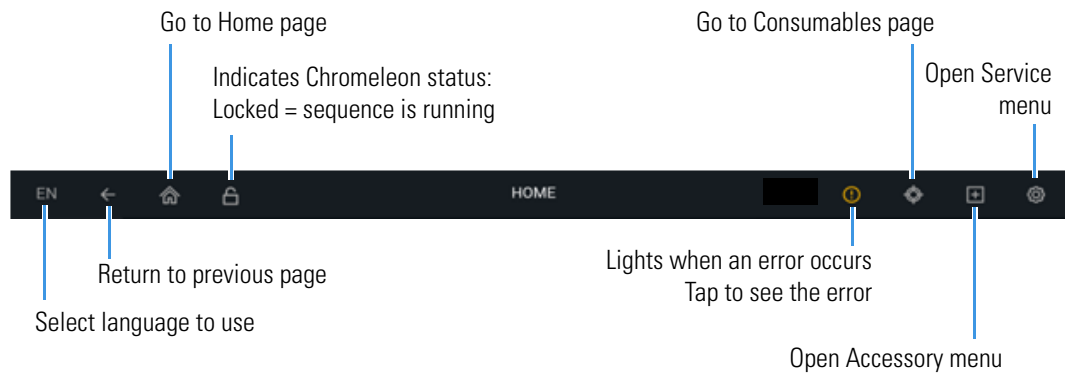 Go to Home page
Go to Consumables page
Indicates Chromeleon status:
Locked = sequence is running
Open Service
menu
EN
HOME
Return to previous page
Select language to use
Lights when an error occurs
Tap to see the error
Open Accessory menu